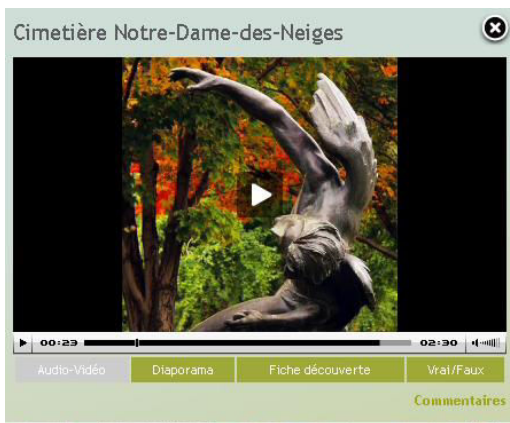 Cimetière Notre-Dame-des-Neiges
00:23 02:30
Audio-Vidéo Diaporama Fiche découverte Vrai/Faux
Commentaires